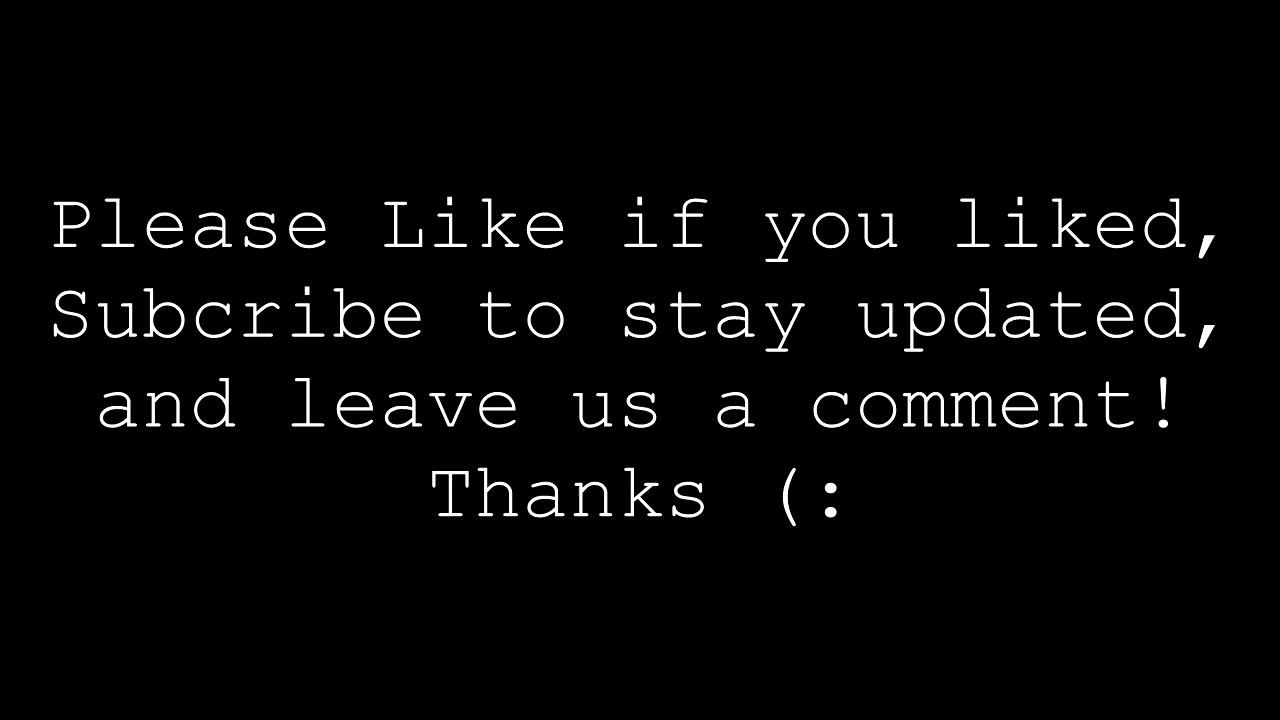 Please Like if you liked,
Subcribe to stay updated,
and leave us a comment!
Thanks (: